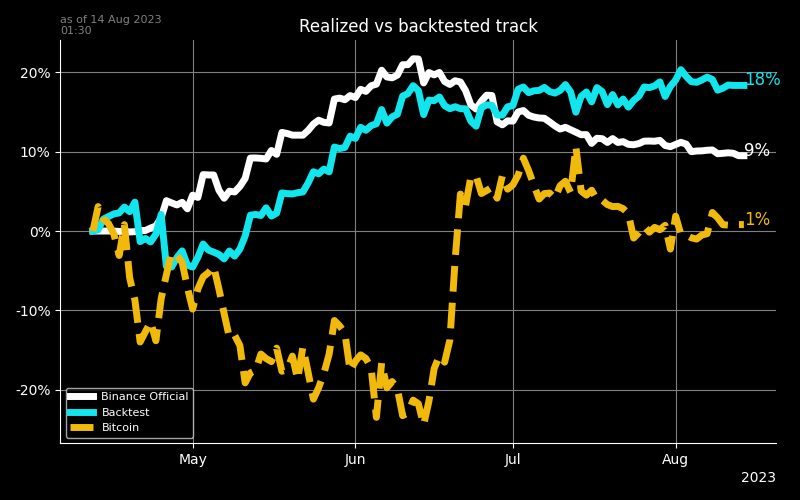 as of 14 Aug 2023
01:30
Realized vs backtested track
20%
10%
0%
-10%
-20%
18%
9%
1%
Binance Official
Backtest
Bitcoin
May
Jun
Jul
Aug
2023